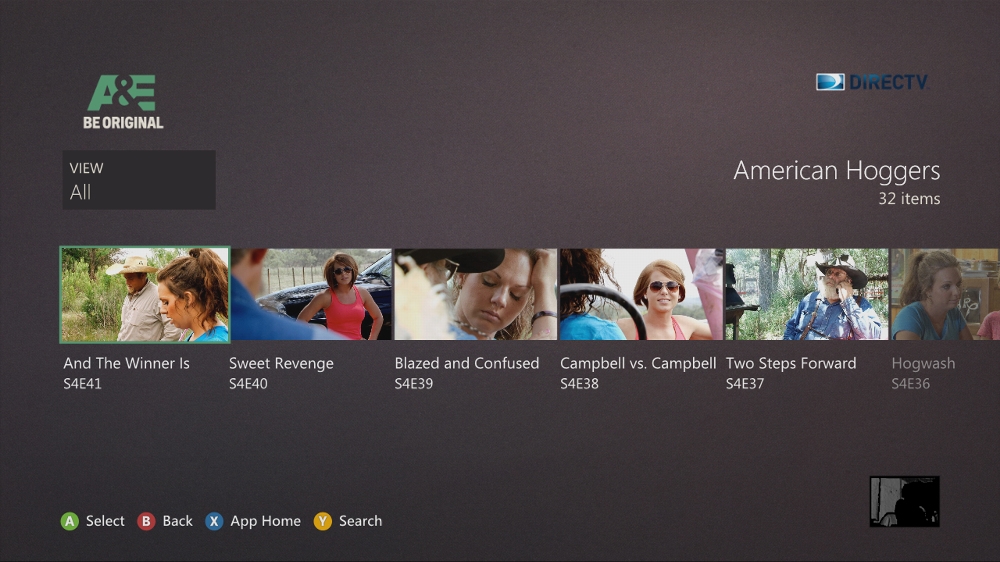 A&E
BE ORIGINAL
DIRECTV
VIEW
All
American Hoggers
32 items
And The Winner Is
S4E41
Sweet Revenge
S4E40
Blazed and Confused
S4E39
Campbell vs. Campbell
S4E38
Two Steps Forward
S4E37
Hogwash
S4E36
A Select B Back X App Home Y Search